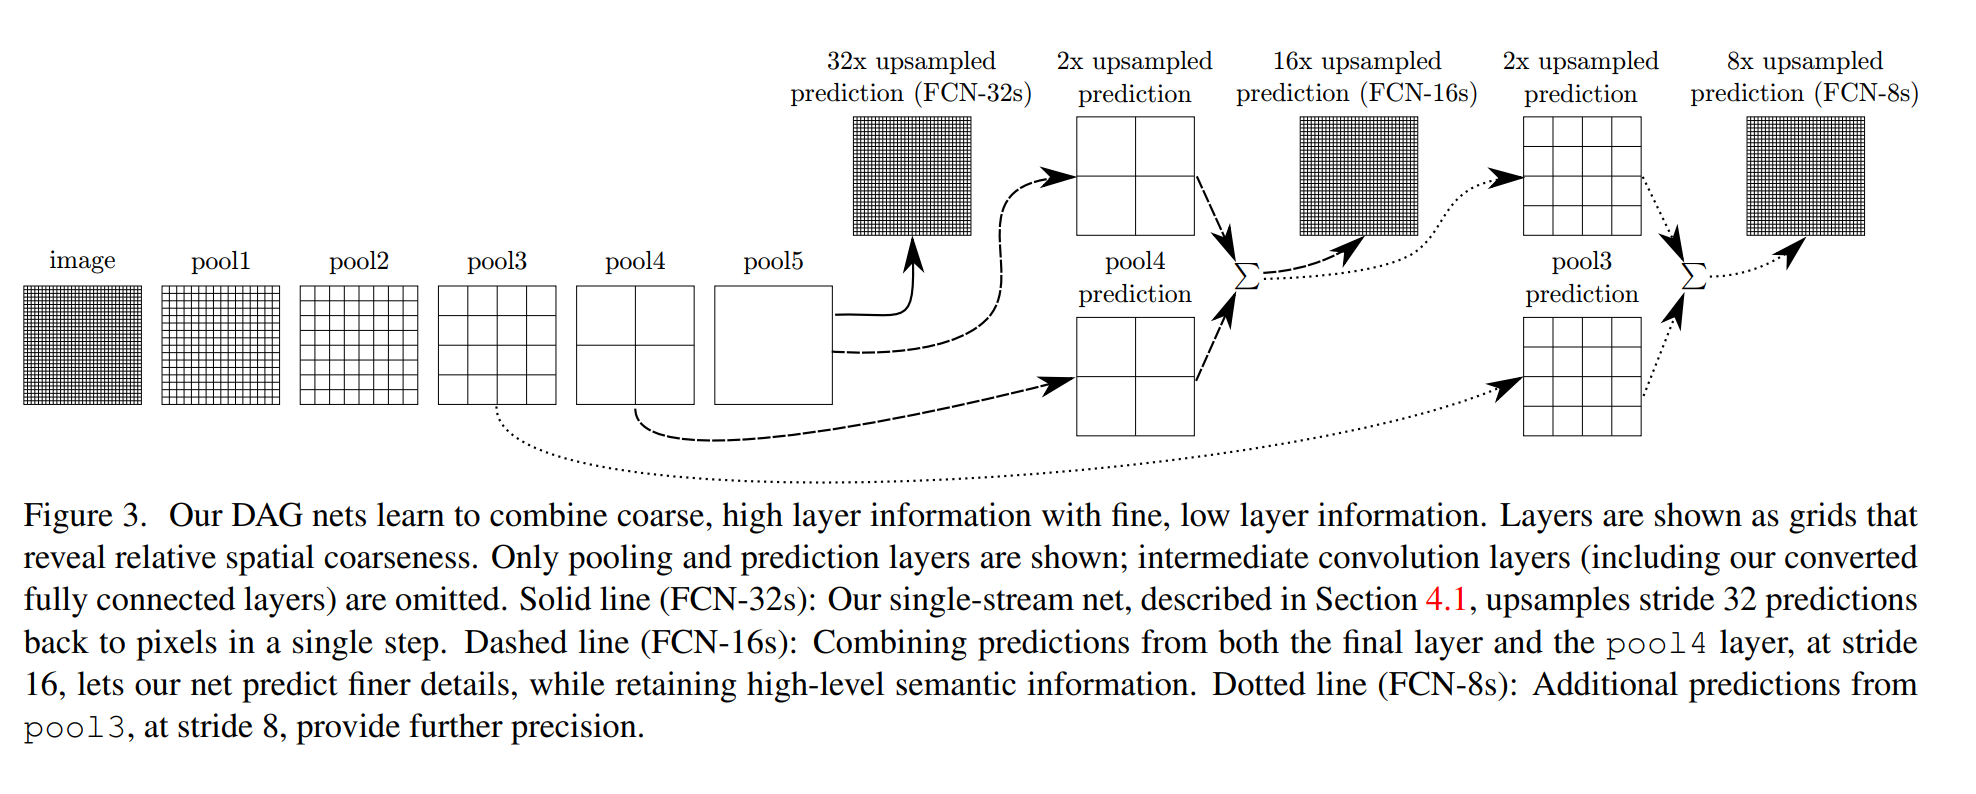 32x upsampled
prediction (FCN-32s)
2x upsampled
prediction
16x upsampled
prediction (FCN-16s)
2x upsampled
prediction
8x upsampled
prediction (FCN-8s)
image
pool1
pool2
pool3
pool4
pool5
pool4
prediction
∑
pool3
prediction
∑
Figure 3. Our DAG nets learn to combine coarse, high layer information with fine, low layer information. Layers are shown as grids that
reveal relative spatial coarseness. Only pooling and prediction layers are shown; intermediate convolution layers (including our converted
fully connected layers) are omitted. Solid line (FCN-32s): Our single-stream net, described in Section 4.1, upsamples stride 32 predictions
back to pixels in a single step. Dashed line (FCN-16s): Combining predictions from both the final layer and the pool4 layer, at stride
16, lets our net predict finer details, while retaining high-level semantic information. Dotted line (FCN-8s): Additional predictions from
pool3, at stride 8, provide further precision.